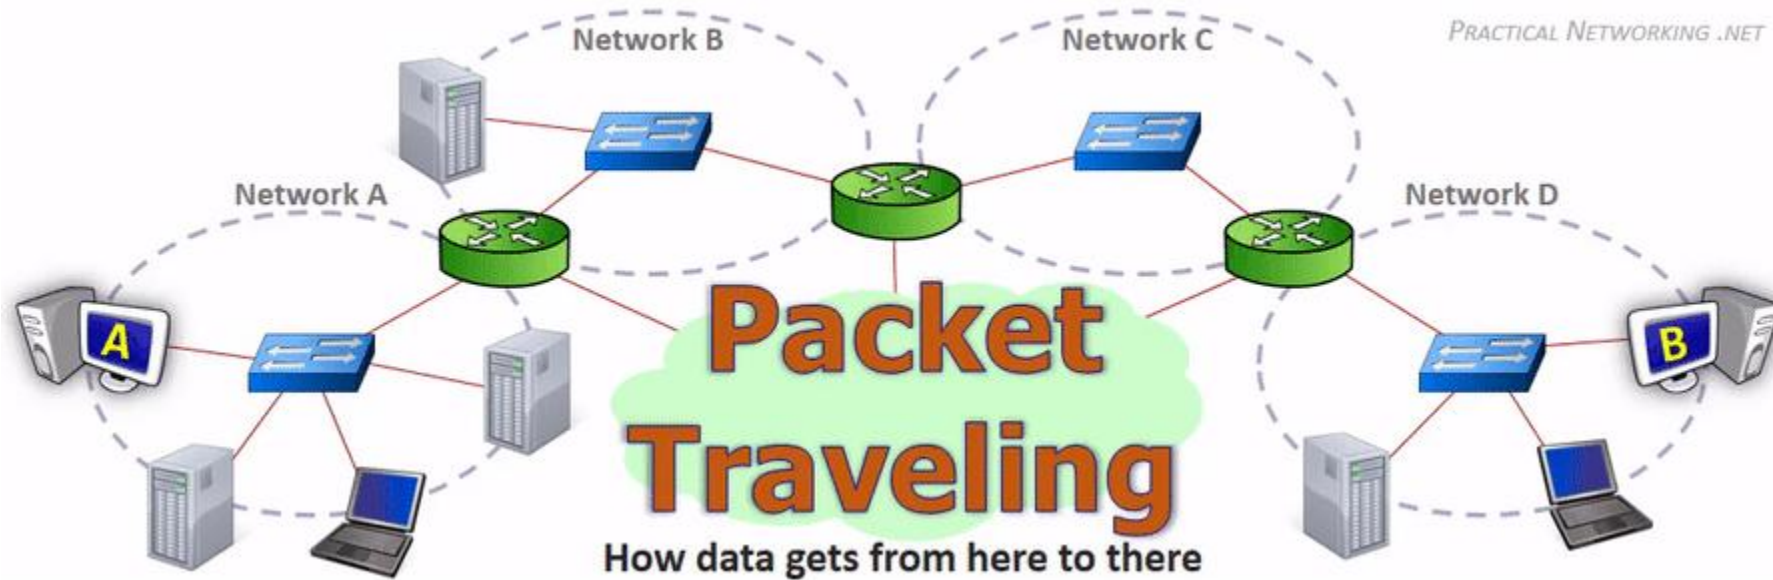 Network B
Network C
PRACTICAL NETWORKING .NET
Network A
Network D
A
B
Packet
Traveling
How data gets from here to there